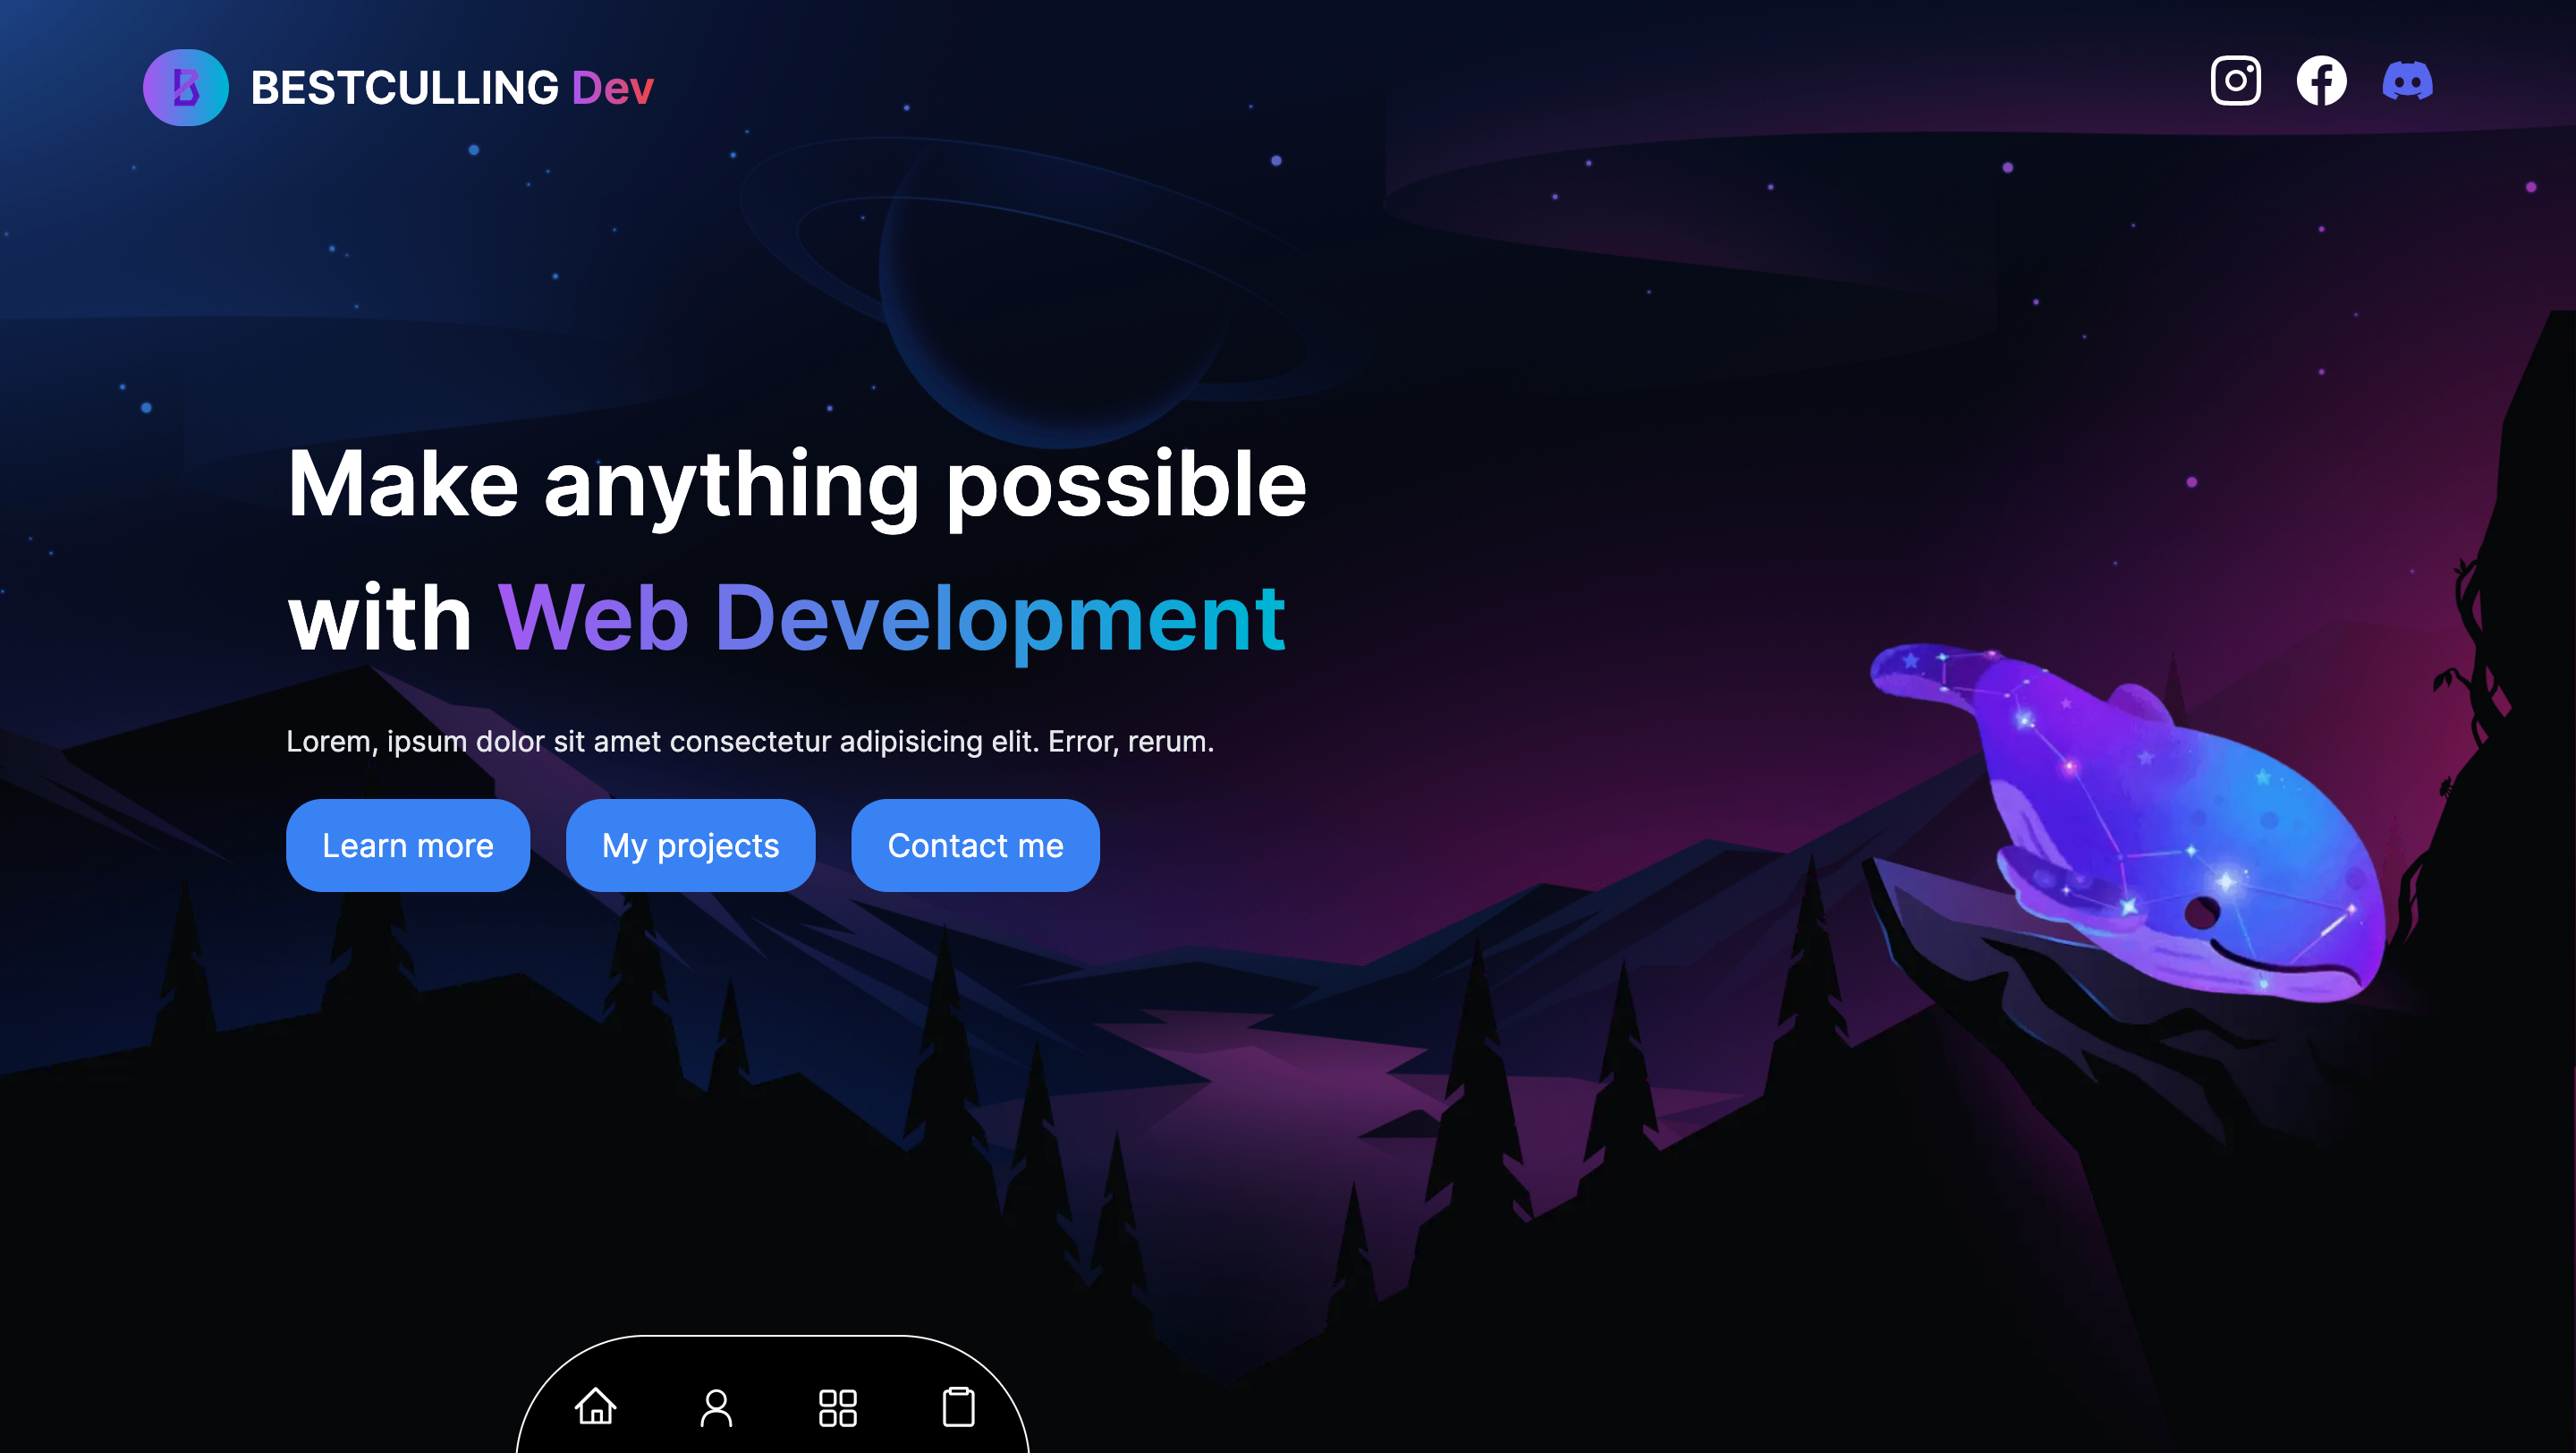 BESTCULLING Dev
Make anything possible
with Web Development
Lorem, ipsum dolor sit amet consectetur adipisicing elit. Error, rerum.
Learn more
My projects
Contact me